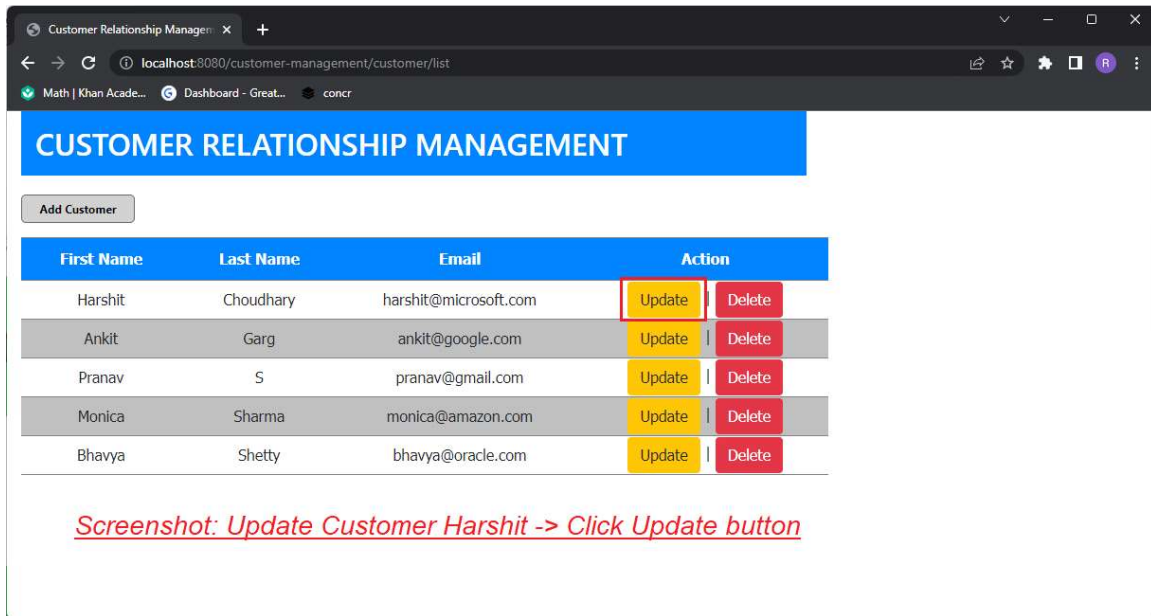 Customer Relationship Managem
localhost:8080/customer-management/customer/list
R
Math | Khan Acade... Dashboard - Great... concr
CUSTOMER RELATIONSHIP MANAGEMENT
Add Customer
First Name Last Name Email Action
Harshit Choudhary harshit@microsoft.com Update | Delete
Ankit Garg ankit@google.com Update | Delete
Pranav S pranav@gmail.com Update | Delete
Monica Sharma monica@amazon.com Update | Delete
Bhavya Shetty bhavya@oracle.com Update | Delete
Screenshot: Update Customer Harshit -> Click Update button